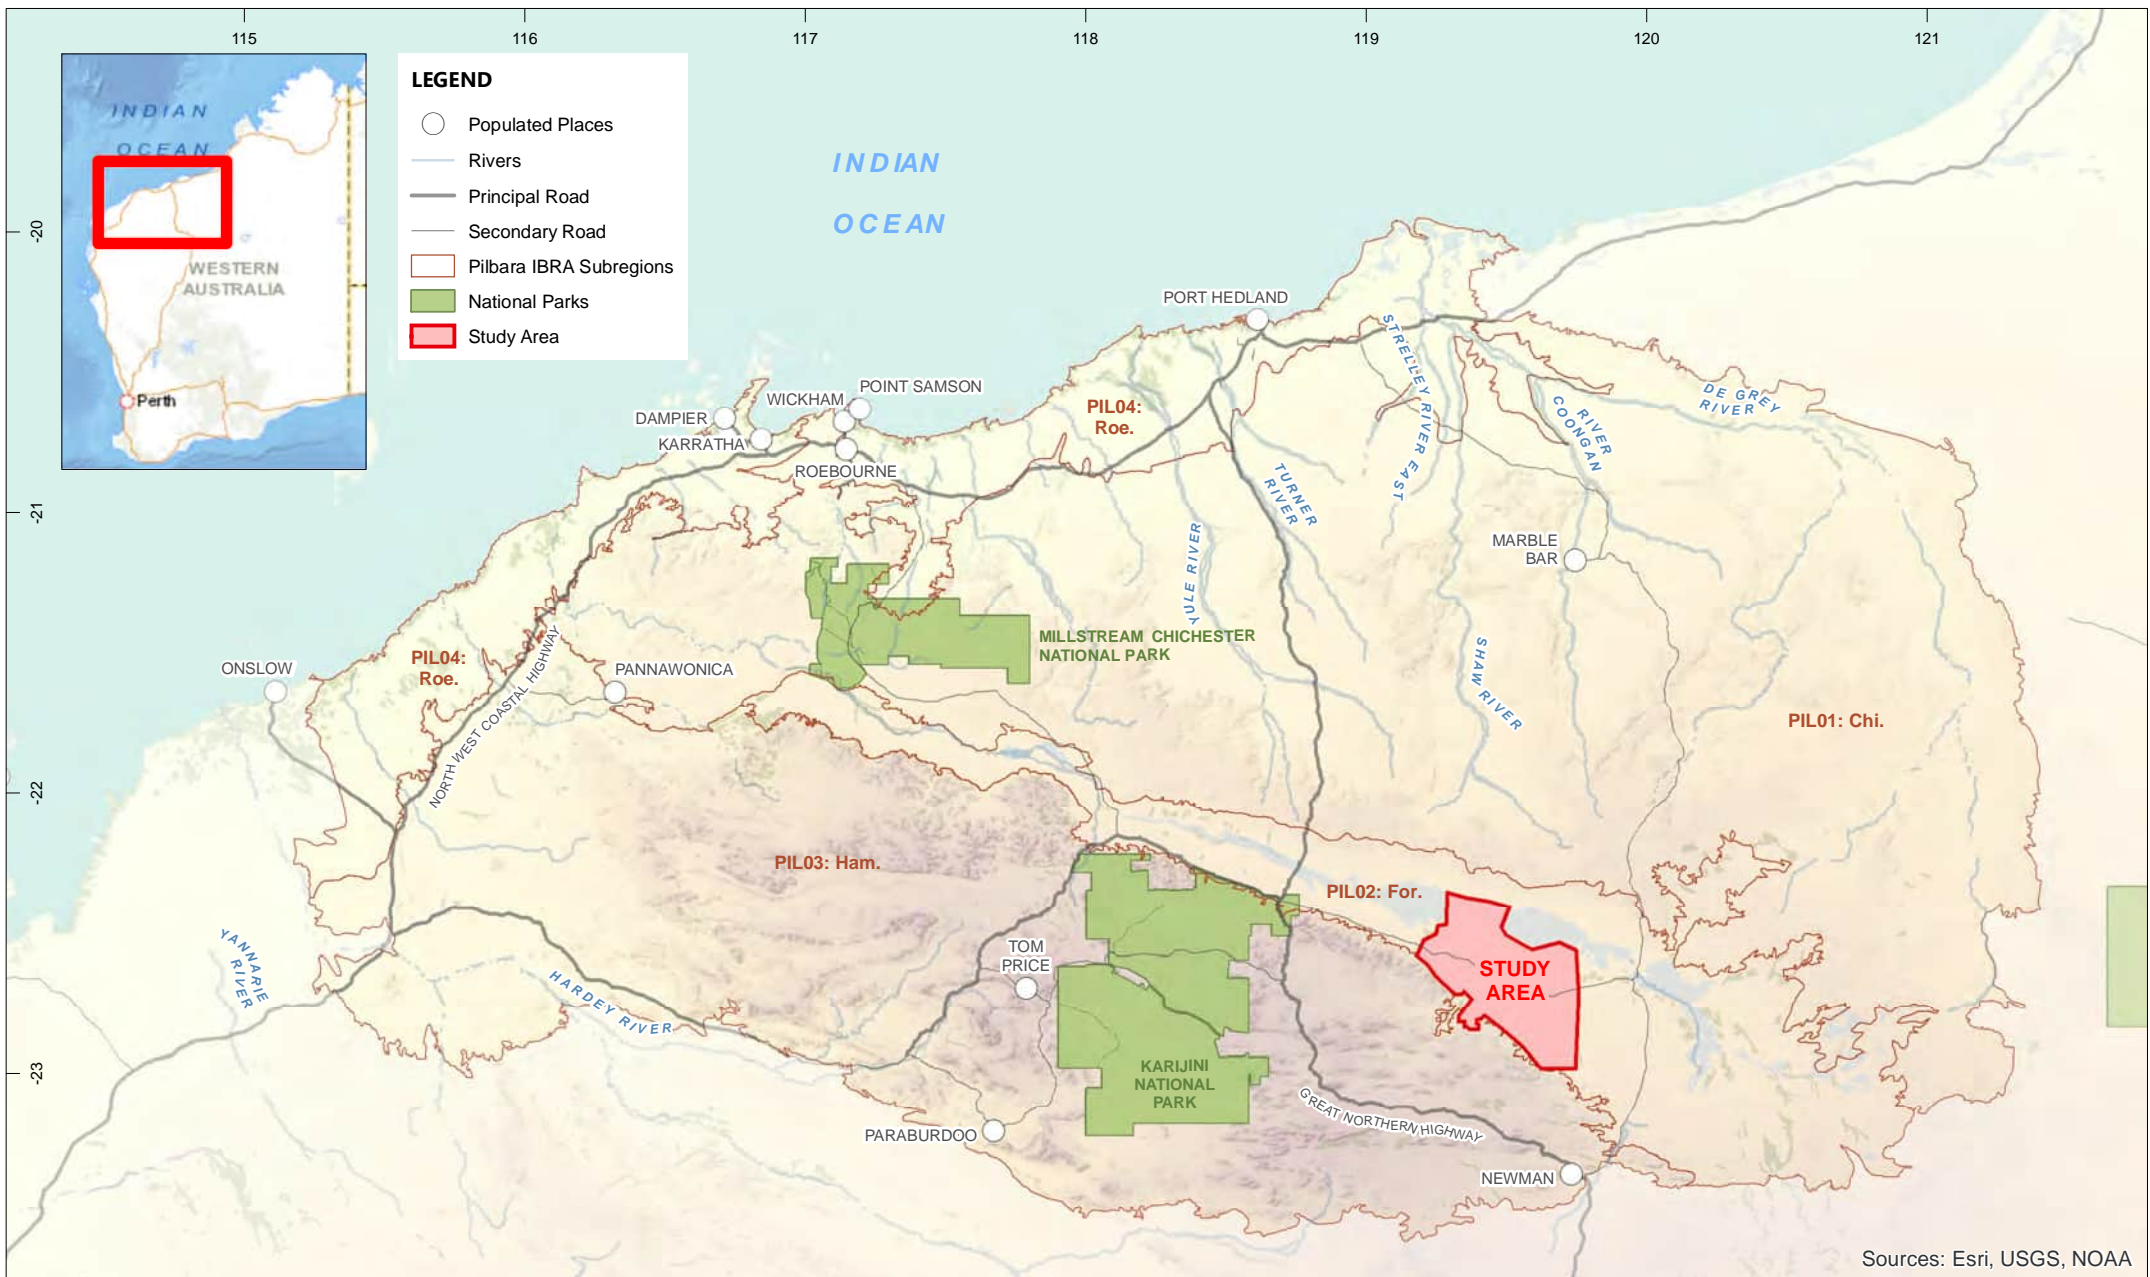 115
116
117
118
119
120
121
-20
-21
-22
-23
INDIAN
OCEAN
WESTERN
AUSTRALIA
Perth
LEGEND
Populated Places
Rivers
Principal Road
Secondary Road
Pilbara IBRA Subregions
National Parks
Study Area
INDIAN
OCEAN
PORT HEDLAND
POINT SAMSON
WICKHAM
DAMPIER
KARRATHA
ROEBOURNE
PIL04:
Roe.
STRELLEY RIVER EAST
DE GREY
RIVER
COONGAN
RIVER
TURNER
RIVER
YULE RIVER
MARBLE
BAR
SHAW RIVER
MILLSTREAM CHICHESTER
NATIONAL PARK
ONSLOW
PIL04:
Roe.
PANNAWONICA
NORTH WEST COASTAL HIGHWAY
PIL01: Chi.
PIL03: Ham.
PIL02: For.
STUDY
AREA
TOM
PRICE
YANNARIE
RIVER
HARDEY RIVER
KARIJINI
NATIONAL
PARK
GREAT NORTHERN HIGHWAY
PARABURDOO
NEWMAN
Sources: Esri, USGS, NOAA